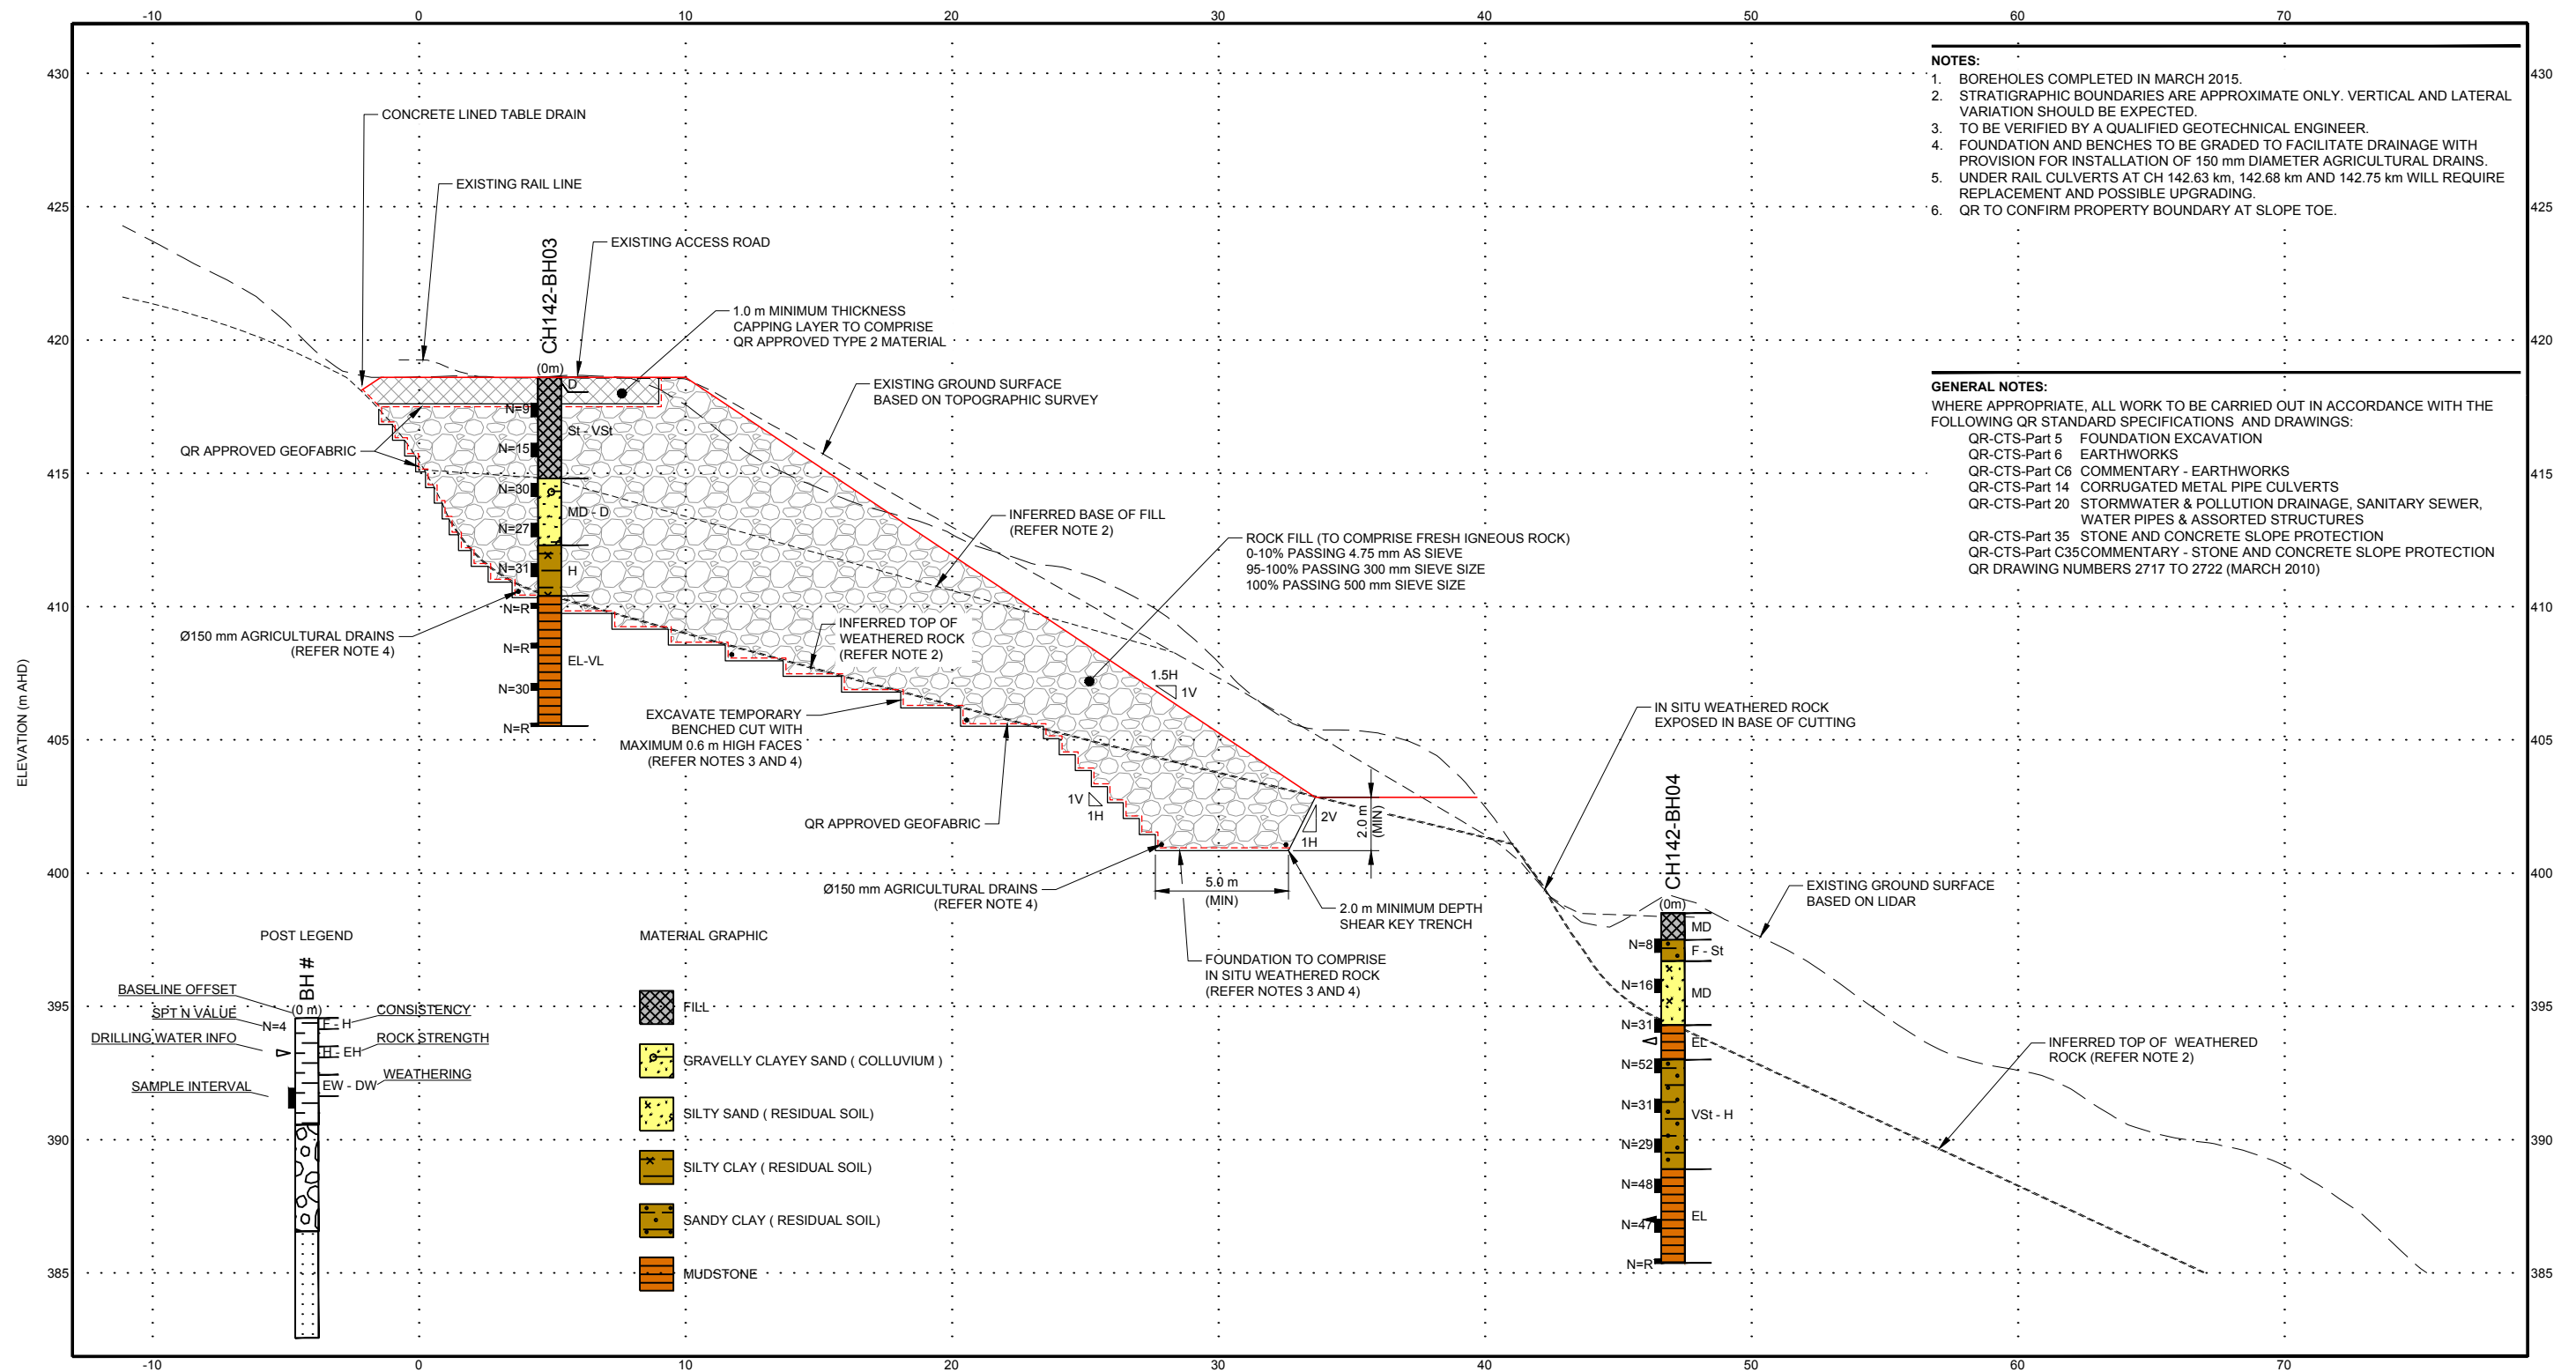 -10 0 10 20 30 40 50 60 70
430 430
425 425
420 420
415 415
410 410
405 405
400 400
395 395
390 390
385 385
-10 0 10 20 30 40 50 60 70
ELEVATION (m AHD)
NOTES:
1. BOREHOLES COMPLETED IN MARCH 2015.
2. STRATIGRAPHIC BOUNDARIES ARE APPROXIMATE ONLY. VERTICAL AND LATERAL
VARIATION SHOULD BE EXPECTED.
3. TO BE VERIFIED BY A QUALIFIED GEOTECHNICAL ENGINEER.
4. FOUNDATION AND BENCHES TO BE GRADED TO FACILITATE DRAINAGE WITH
PROVISION FOR INSTALLATION OF 150 mm DIAMETER AGRICULTURAL DRAINS.
5. UNDER RAIL CULVERTS AT CH 142.63 km, 142.68 km AND 142.75 km WILL REQUIRE
REPLACEMENT AND POSSIBLE UPGRADING.
6. QR TO CONFIRM PROPERTY BOUNDARY AT SLOPE TOE.
GENERAL NOTES:
WHERE APPROPRIATE, ALL WORK TO BE CARRIED OUT IN ACCORDANCE WITH THE
FOLLOWING QR STANDARD SPECIFICATIONS AND DRAWINGS:
QR-CTS-Part 5 FOUNDATION EXCAVATION
QR-CTS-Part 6 EARTHWORKS
QR-CTS-Part C6 COMMENTARY - EARTHWORKS
QR-CTS-Part 14 CORRUGATED METAL PIPE CULVERTS
QR-CTS-Part 20 STORMWATER & POLLUTION DRAINAGE, SANITARY SEWER,
WATER PIPES & ASSORTED STRUCTURES
QR-CTS-Part 35 STONE AND CONCRETE SLOPE PROTECTION
QR-CTS-Part C35COMMENTARY - STONE AND CONCRETE SLOPE PROTECTION
QR DRAWING NUMBERS 2717 TO 2722 (MARCH 2010)
CONCRETE LINED TABLE DRAIN
EXISTING RAIL LINE
EXISTING ACCESS ROAD
1.0 m MINIMUM THICKNESS
CAPPING LAYER TO COMPRISE
QR APPROVED TYPE 2 MATERIAL
EXISTING GROUND SURFACE
BASED ON TOPOGRAPHIC SURVEY
QR APPROVED GEOFABRIC
INFERRED BASE OF FILL
(REFER NOTE 2)
ROCK FILL (TO COMPRISE FRESH IGNEOUS ROCK)
0-10% PASSING 4.75 mm AS SIEVE
95-100% PASSING 300 mm SIEVE SIZE
100% PASSING 500 mm SIEVE SIZE
Ø150 mm AGRICULTURAL DRAINS
(REFER NOTE 4)
INFERRED TOP OF
WEATHERED ROCK
(REFER NOTE 2)
EXCAVATE TEMPORARY
BENCHED CUT WITH
MAXIMUM 0.6 m HIGH FACES
(REFER NOTES 3 AND 4)
1.5H
1V
IN SITU WEATHERED ROCK
EXPOSED IN BASE OF CUTTING
1V
1H
QR APPROVED GEOFABRIC
2V
1H
2.0 m
(MIN)
Ø150 mm AGRICULTURAL DRAINS
(REFER NOTE 4)
5.0 m
(MIN)
2.0 m MINIMUM DEPTH
SHEAR KEY TRENCH
FOUNDATION TO COMPRISE
IN SITU WEATHERED ROCK
(REFER NOTES 3 AND 4)
EXISTING GROUND SURFACE
BASED ON LIDAR
INFERRED TOP OF WEATHERED
ROCK (REFER NOTE 2)
CH142-BH03
(0m)
D
N=9
St - VSt
N=15
N=30
MD - D
N=27
N=31
H
N=R
N=R
EL-VL
N=30
N=R
CH142-BH04
(0m)
MD
N=8
F - St
N=16
MD
N=31
EL
N=52
N=31
VSt - H
N=29
N=48
EL
N=47
N=R
POST LEGEND
BH #
BASELINE OFFSET
(0 m)
SPT N VALUE
N=4
F - H
CONSISTENCY
DRILLING WATER INFO
H - EH
ROCK STRENGTH
SAMPLE INTERVAL
EW - DW
WEATHERING
MATERIAL GRAPHIC
FILL
GRAVELLY CLAYEY SAND ( COLLUVIUM )
SILTY SAND ( RESIDUAL SOIL)
SILTY CLAY ( RESIDUAL SOIL)
SANDY CLAY ( RESIDUAL SOIL)
MUDSTONE